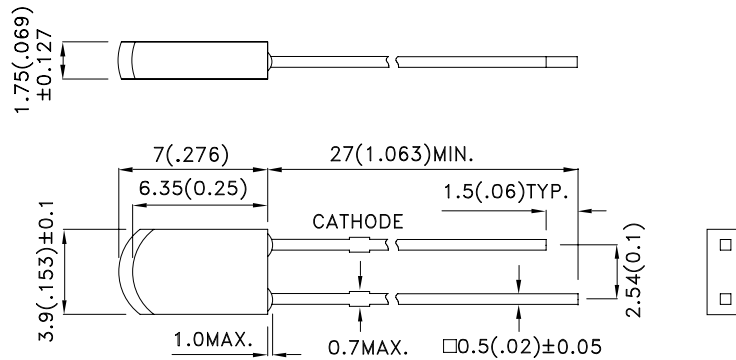 1.75(.069)
±0.127
7(.276)
27(1.063)MIN.
6.35(0.25)
1.5(.06)TYP.
CATHODE
3.9(.153)±0.1
2.54(0.1)
1.0MAX.
0.7MAX.
□0.5(.02)±0.05